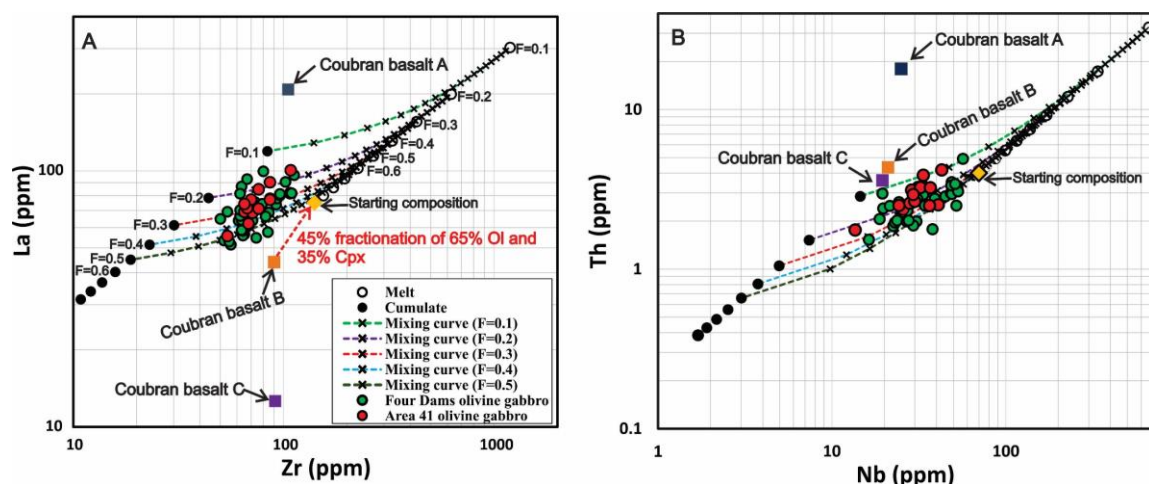 A
La (ppm)
100
10
10
100
1000
Zr (ppm)
Coubran basalt A
F=0.1
F=0.2
F=0.3
F=0.4
F=0.5
F=0.6
F=0.1
F=0.2
F=0.3
F=0.4
F=0.5
F=0.6
Starting composition
45% fractionation of 65% Ol and
35% Cpx
Coubran basalt B
Coubran basalt C
Melt
Cumulate
Mixing curve (F=0.1)
Mixing curve (F=0.2)
Mixing curve (F=0.3)
Mixing curve (F=0.4)
Mixing curve (F=0.5)
Four Dams olivine gabbro
Area 41 olivine gabbro
B
Th (ppm)
10
1
0.1
1
10
100
Nb (ppm)
Coubran basalt A
Coubran basalt B
Coubran basalt C
Starting composition